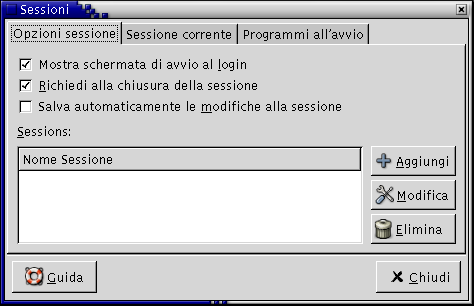 Sessioni
Opzioni sessione Sessione corrente Programmi all'avvio
Mostra schermata di avvio al login
Richiedi alla chiusura della sessione
Salva automaticamente le modifiche alla sessione
Sessions:
Nome Sessione
Aggiungi
Modifica
Elimina
Guida Chiudi